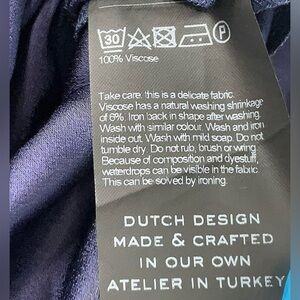 30 P
100% Viscose
Take care, this is a delicate fabric.
Viscose has a natural washing shrinkage
of 6%. Iron back in shape after washing.
Wash with similar colour. Wash and iron
inside out. Wash with mild soap. Do not
tumble dry. Do not rub, brush or wring.
Because of composition and dyestuff,
waterdrops can be visible in the fabric.
This can be solved by ironing.
DUTCH DESIGN
MADE & CRAFTED
IN OUR OWN
ATELIER IN TURKEY